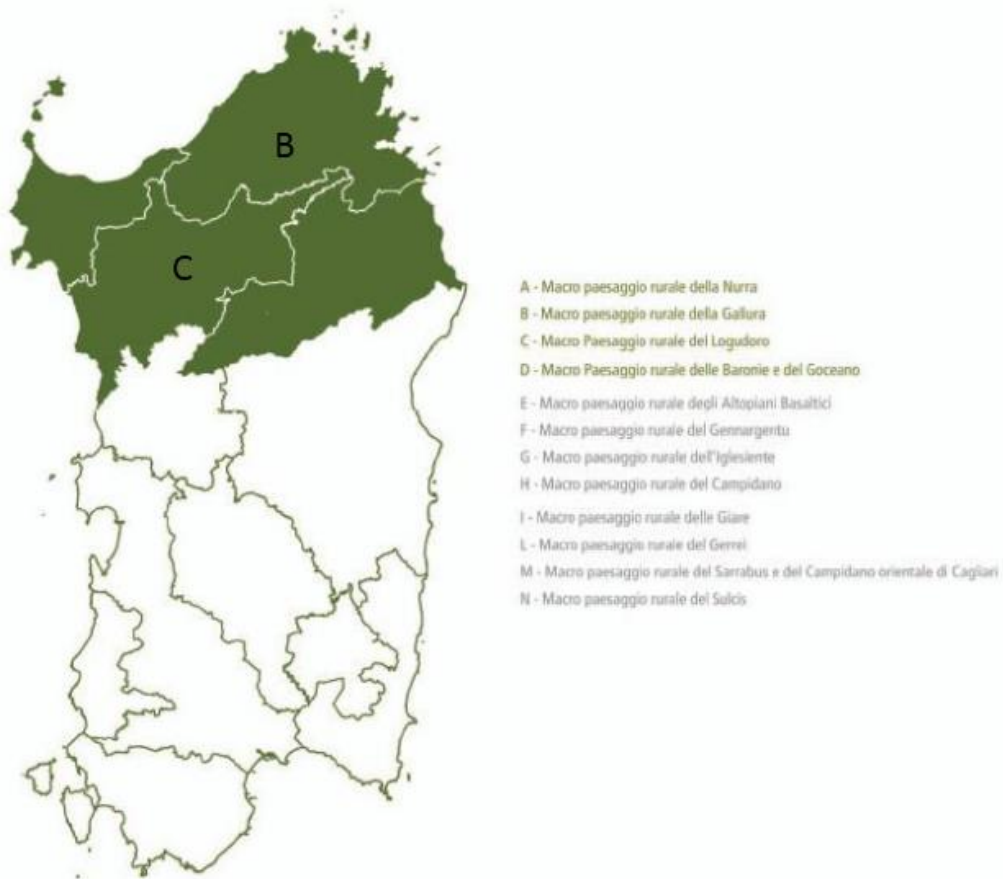 B
C
A - Macro paesaggio rurale della Nurra
B - Macro paesaggio rurale della Gallura
C - Macro Paesaggio rurale del Logudoro
D - Macro Paesaggio rurale delle Baronie e del Goceano
E - Macro paesaggio rurale degli Altopiani Basaltici
F - Macro paesaggio rurale del Gennargentu
G - Macro paesaggio rurale dell'Iglesiente
H - Macro paesaggio rurale del Campidano
I - Macro paesaggio rurale delle Giare
L - Macro paesaggio rurale del Gerrei
M - Macro paesaggio rurale del Sarrabus e del Campidano orientale di Cagliari
N - Macro paesaggio rurale del Sulcis